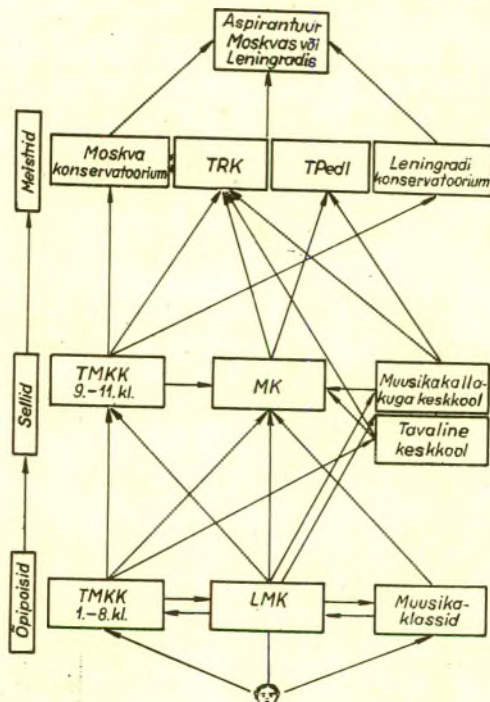 Aspirantuur
Moskvas või
Leningradis
Meistrid
Moskva
konservatoorium
TRK
TPedI
Leningradi
konservatoorium
Sellid
TMKK
9.-11.kl.
MK
Muusikakalla-
kuga keskkool
Tavaline
keskkool
Õpipoisid
TMKK
1.-8.kl.
LMK
Muusika-
klassid